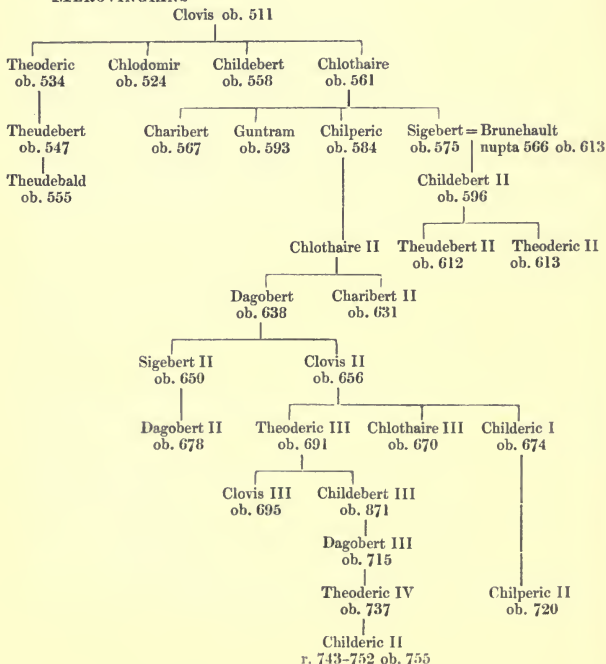 MEROVINGIANS
Clovis ob. 511
Theoderic Chlodomir Childebert Chlothaire
ob. 534 ob. 524 ob. 558 ob. 561
Theudebert Charibert Guntram Chilperic Sigebert = Brunehault
ob. 547 ob. 567 ob. 593 ob. 584 ob. 575 nupta 566 ob. 613
Theudebald Childebert II
ob. 555 ob. 596
Chlothaire II Theudebert II Theoderic II
ob. 612 ob. 613
Dagobert Charibert II
ob. 638 ob. 631
Sigebert II Clovis II
ob. 650 ob. 656
Dagobert II Theoderic III Chlothaire III Childeric I
ob. 678 ob. 691 ob. 670 ob. 674
Clovis III Childebert III
ob. 695 ob. 871
Dagobert III
ob. 715
Theoderic IV Chilperic II
ob. 737 ob. 720
Childeric II
r. 743-752 ob. 755